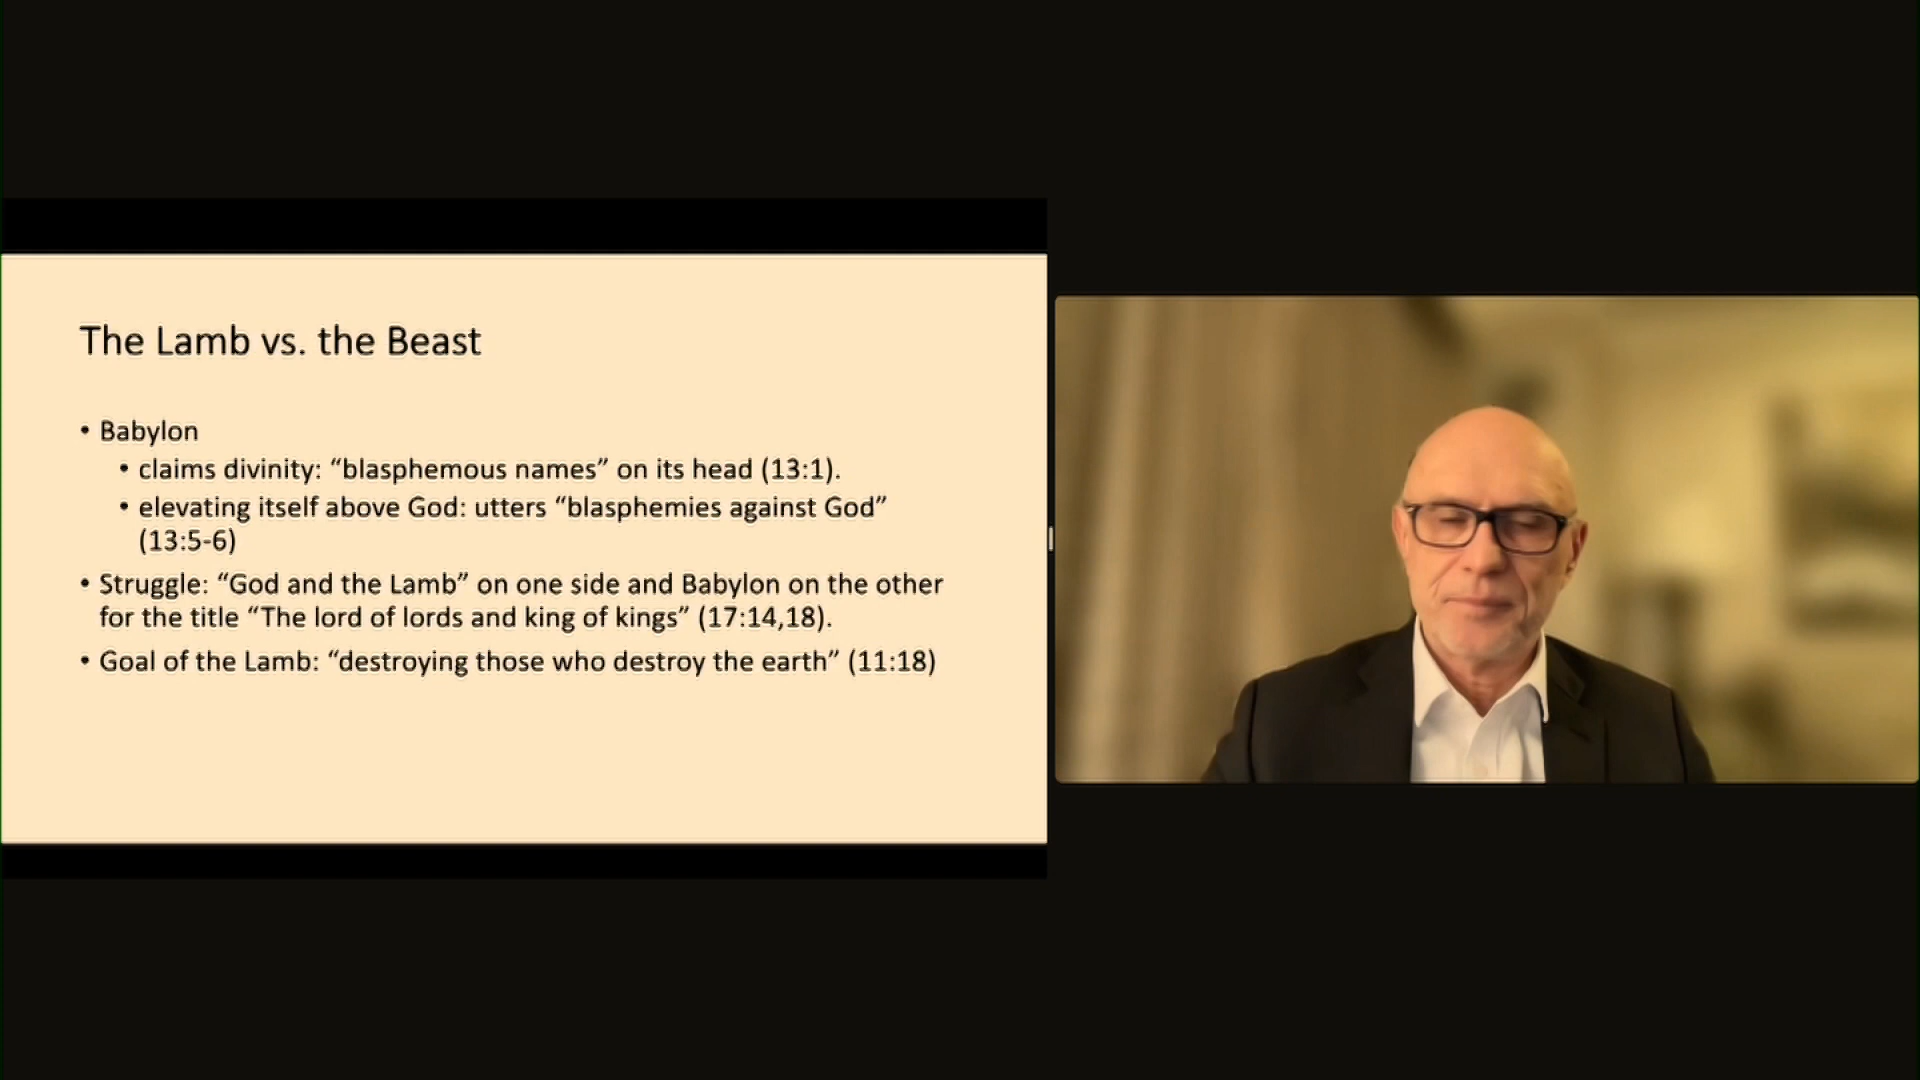 The Lamb vs. the Beast
• Babylon
• claims divinity: “blasphemous names” on its head (13:1).
• elevating itself above God: utters “blasphemies against God”
(13:5-6)
• Struggle: “God and the Lamb” on one side and Babylon on the other
for the title “The lord of lords and king of kings” (17:14,18).
• Goal of the Lamb: “destroying those who destroy the earth” (11:18)